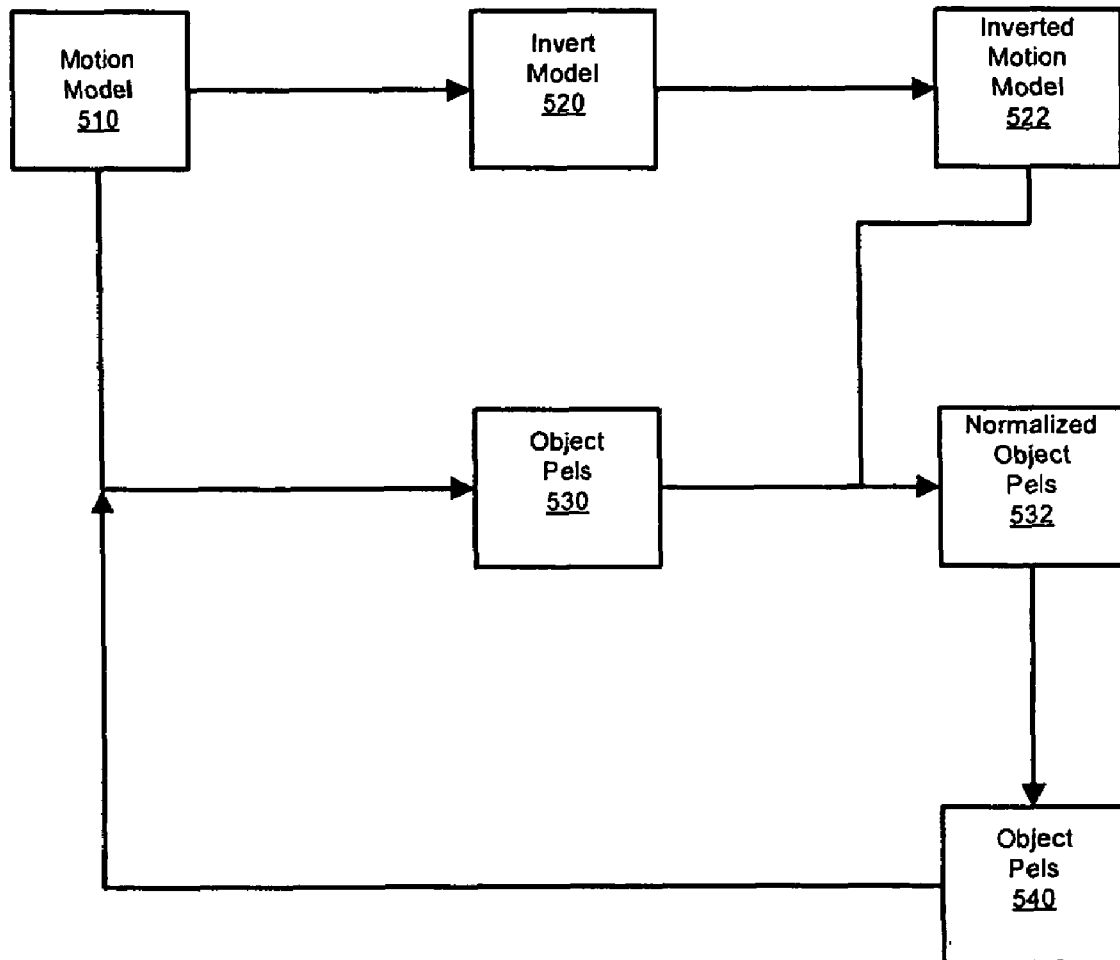 Motion
Model
510
Invert
Model
520
Inverted
Motion
Model
522
Object
Pels
530
Normalized
Object
Pels
532
Object
Pels
540